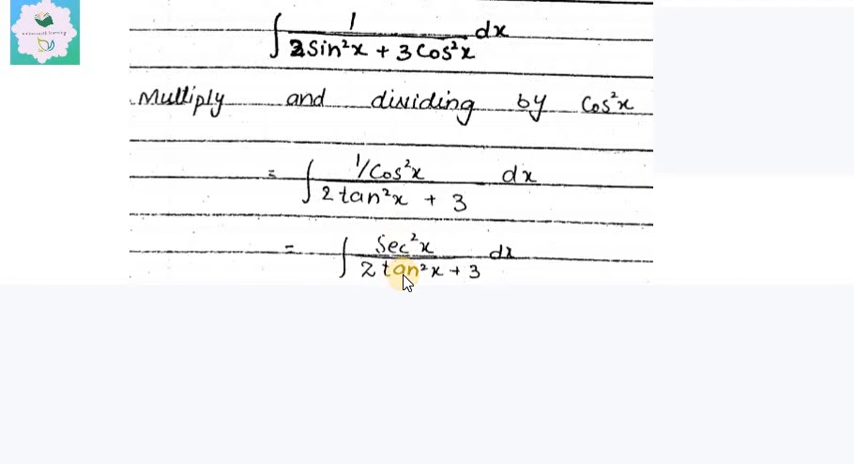 ∫ 1 / (2Sin²x + 3Cos²x) dx
Multiply and dividing by Cos²x
= ∫ (1/Cos²x) / (2tan²x + 3) dx
= ∫ Sec²x / (2tan²x + 3) dx